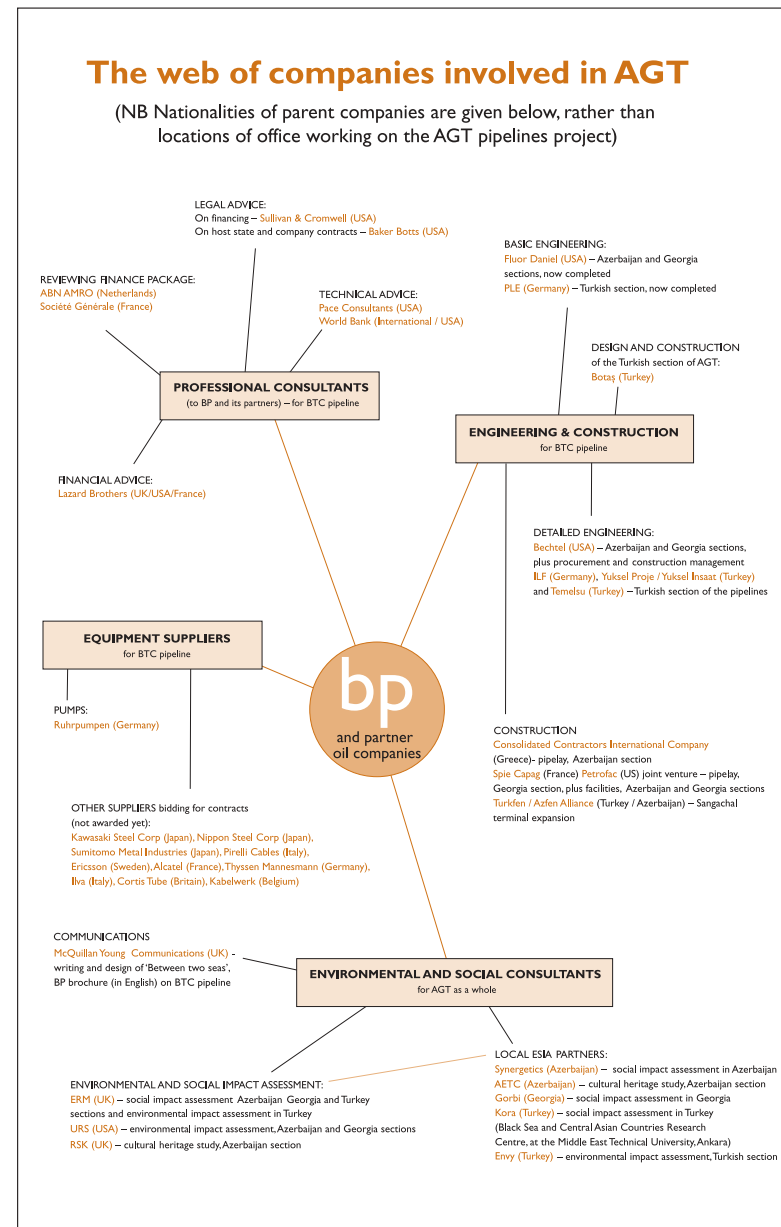 The web of companies involved in AGT
(NB Nationalities of parent companies are given below, rather than
locations of office working on the AGT pipelines project)
LEGAL ADVICE:
On financing – Sullivan & Cromwell (USA)
On host state and company contracts – Baker Botts (USA)
REVIEWING FINANCE PACKAGE:
ABN AMRO (Netherlands)
Société Générale (France)
TECHNICAL ADVICE:
Pace Consultants (USA)
World Bank (International / USA)
PROFESSIONAL CONSULTANTS
(to BP and its partners) – for BTC pipeline
FINANCIAL ADVICE:
Lazard Brothers (UK/USA/France)
BASIC ENGINEERING:
Fluor Daniel (USA) – Azerbaijan and Georgia
sections, now completed
PLE (Germany) – Turkish section, now completed
DESIGN AND CONSTRUCTION
of the Turkish section of AGT:
Botaş (Turkey)
ENGINEERING & CONSTRUCTION
for BTC pipeline
DETAILED ENGINEERING:
Bechtel (USA) – Azerbaijan and Georgia sections,
plus procurement and construction management
ILF (Germany), Yuksel Proje / Yuksel Insaat (Turkey)
and Temelsu (Turkey) – Turkish section of the pipelines
EQUIPMENT SUPPLIERS
for BTC pipeline
PUMPS:
Ruhrpumpen (Germany)
bp
and partner
oil companies
CONSTRUCTION
Consolidated Contractors International Company
(Greece)- pipelay, Azerbaijan section
Spie Capag (France) Petrofac (US) joint venture – pipelay,
Georgia section, plus facilities, Azerbaijan and Georgia sections
Turkfen / Azfen Alliance (Turkey / Azerbaijan) – Sangachal
terminal expansion
OTHER SUPPLIERS bidding for contracts
(not awarded yet):
Kawasaki Steel Corp (Japan), Nippon Steel Corp (Japan),
Sumitomo Metal Industries (Japan), Pirelli Cables (Italy),
Ericsson (Sweden), Alcatel (France), Thyssen Mannesmann (Germany),
Ilva (Italy), Cortis Tube (Britain), Kabelwerk (Belgium)
COMMUNICATIONS
McQuillan Young Communications (UK) -
writing and design of 'Between two seas',
BP brochure (in English) on BTC pipeline
ENVIRONMENTAL AND SOCIAL CONSULTANTS
for AGT as a whole
ENVIRONMENTAL AND SOCIAL IMPACT ASSESSMENT:
ERM (UK) – social impact assessment Azerbaijan Georgia and Turkey
sections and environmental impact assessment in Turkey
URS (USA) – environmental impact assessment, Azerbaijan and Georgia sections
RSK (UK) – cultural heritage study, Azerbaijan section
LOCAL ESIA PARTNERS:
Synergetics (Azerbaijan) – social impact assessment in Azerbaijan
AETC (Azerbaijan) – cultural heritage study, Azerbaijan section
Gorbi (Georgia) – social impact assessment in Georgia
Kora (Turkey) – social impact assessment in Turkey
(Black Sea and Central Asian Countries Research
Centre, at the Middle East Technical University, Ankara)
Envy (Turkey) – environmental impact assessment, Turkish section